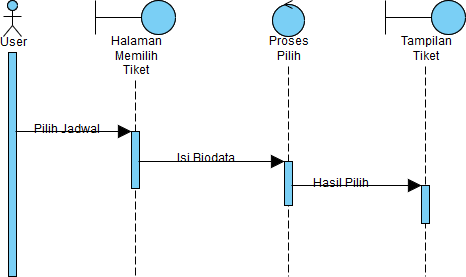 User
Halaman
Memilih
Tiket
Proses
Pilih
Tampilan
Tiket
Pilih Jadwal
Isi Biodata
Hasil Pilih